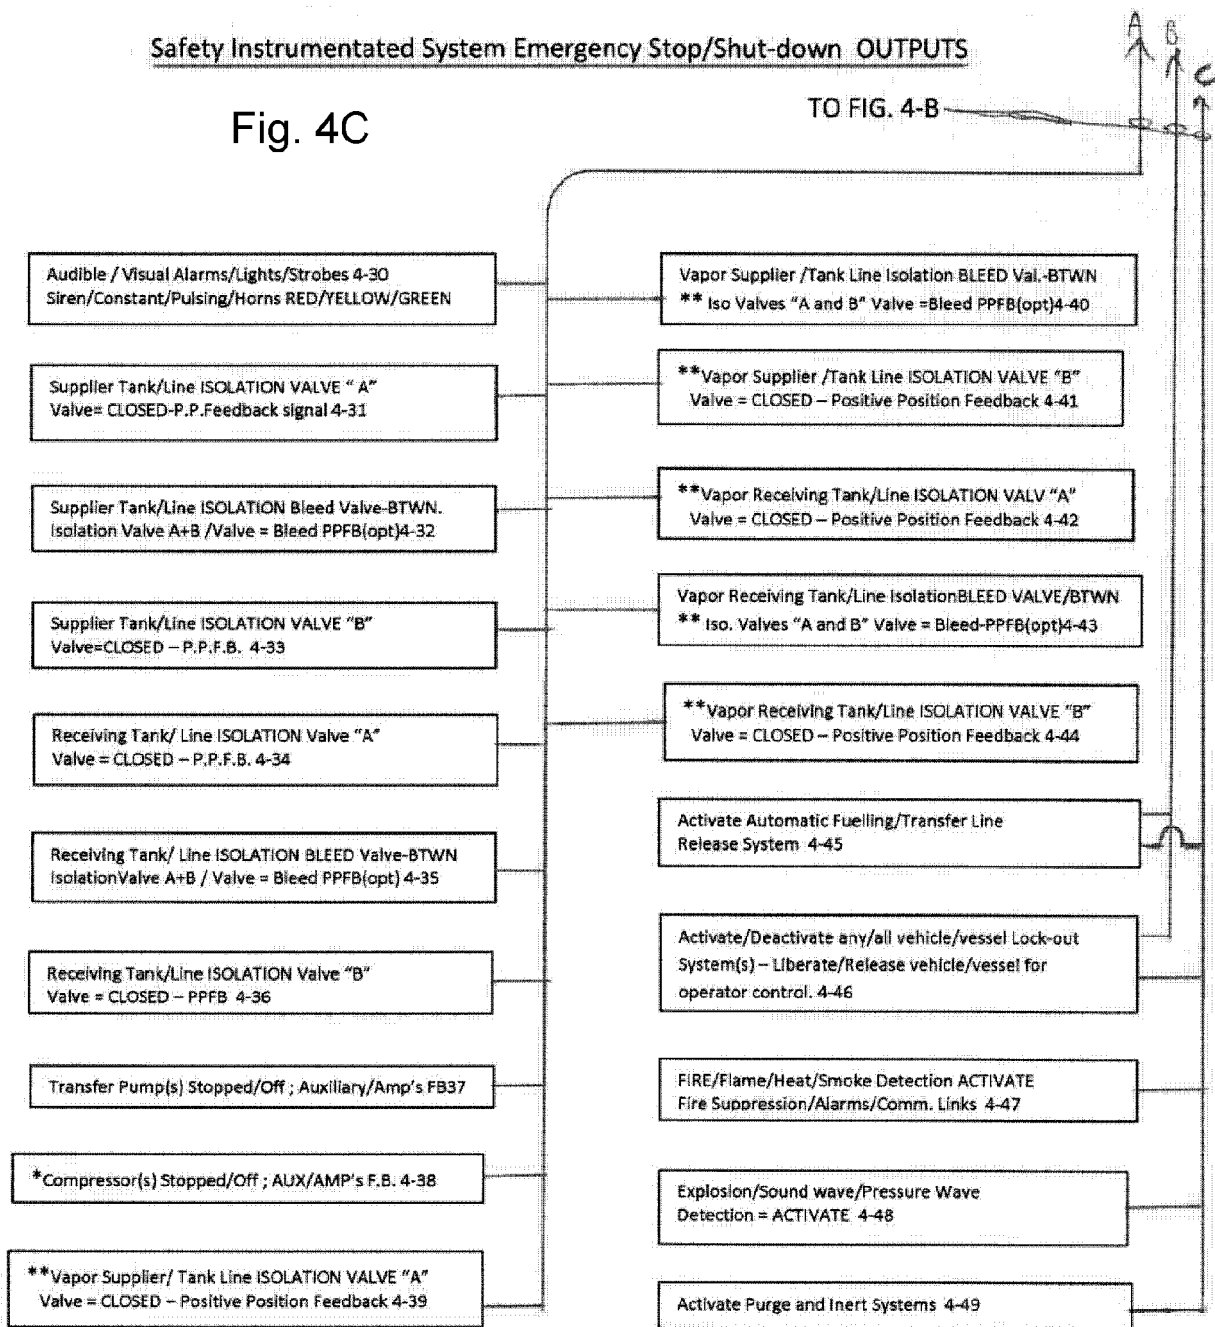 Safety Instrumentated System Emergency Stop/Shut-down OUTPUTS
A
B
C
Fig. 4C
TO FIG. 4-B
Audible / Visual Alarms/Lights/Strobes 4-30
Siren/Constant/Pulsing/Horns RED/YELLOW/GREEN
Supplier Tank/Line ISOLATION VALVE " A"
Valve= CLOSED-P.P.Feedback signal 4-31
Supplier Tank/Line ISOLATION Bleed Valve-BTWN.
Isolation Valve A+B /Valve = Bleed PPFB(opt)4-32
Supplier Tank/Line ISOLATION VALVE "B"
Valve=CLOSED – P.P.F.B. 4-33
Receiving Tank/ Line ISOLATION Valve "A"
Valve = CLOSED – P.P.F.B. 4-34
Receiving Tank/ Line ISOLATION BLEED Valve-BTWN
IsolationValve A+B / Valve = Bleed PPFB(opt) 4-35
Receiving Tank/Line ISOLATION Valve "B"
Valve = CLOSED – PPFB 4-36
Transfer Pump(s) Stopped/Off ; Auxiliary/Amp's FB37
*Compressor(s) Stopped/Off ; AUX/AMP's F.B. 4-38
**Vapor Supplier/ Tank Line ISOLATION VALVE "A"
Valve = CLOSED – Positive Position Feedback 4-39
Vapor Supplier /Tank Line Isolation BLEED Val.-BTWN
** Iso Valves "A and B" Valve =Bleed PPFB(opt)4-40
**Vapor Supplier /Tank Line ISOLATION VALVE "B"
Valve = CLOSED – Positive Position Feedback 4-41
**Vapor Receiving Tank/Line ISOLATION VALV "A"
Valve = CLOSED – Positive Position Feedback 4-42
Vapor Receiving Tank/Line IsolationBLEED VALVE/BTWN
** Iso. Valves "A and B" Valve = Bleed-PPFB(opt)4-43
**Vapor Receiving Tank/Line ISOLATION VALVE "B"
Valve = CLOSED – Positive Position Feedback 4-44
Activate Automatic Fuelling/Transfer Line
Release System 4-45
Activate/Deactivate any/all vehicle/vessel Lock-out
System(s) – Liberate/Release vehicle/vessel for
operator control. 4-46
FIRE/Flame/Heat/Smoke Detection ACTIVATE
Fire Suppression/Alarms/Comm. Links 4-47
Explosion/Sound wave/Pressure Wave
Detection = ACTIVATE 4-48
Activate Purge and Inert Systems 4-49